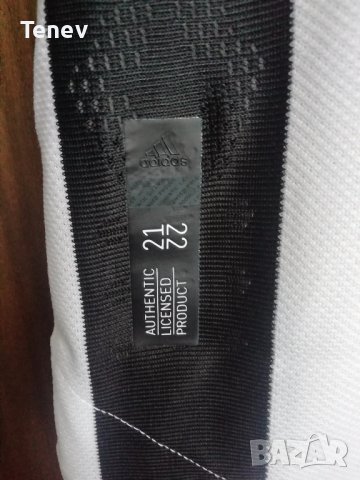 Tenev
adidas
21
22
AUTHENTIC
LICENSED
PRODUCT
BAZAR